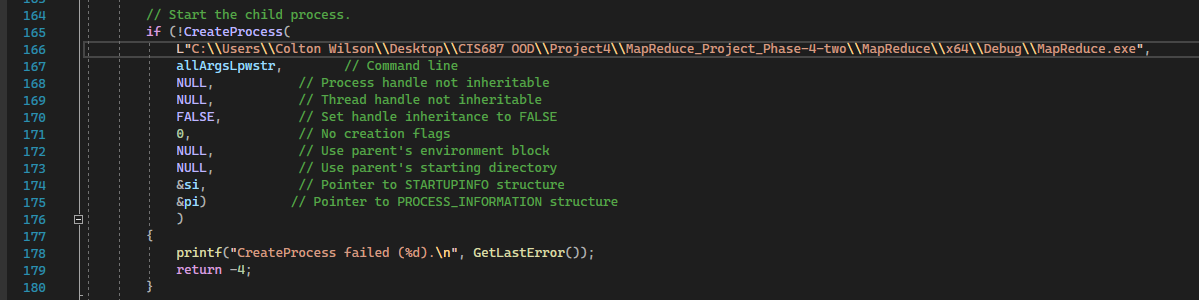 164 // Start the child process.
165 if (!CreateProcess(
166 L"C:\\Users\\Colton Wilson\\Desktop\\CIS687 OOD\\Project4\\MapReduce_Project_Phase-4-two\\MapReduce\\x64\\Debug\\MapReduce.exe",
167 allArgsLpwstr, // Command line
168 NULL, // Process handle not inheritable
169 NULL, // Thread handle not inheritable
170 FALSE, // Set handle inheritance to FALSE
171 0, // No creation flags
172 NULL, // Use parent's environment block
173 NULL, // Use parent's starting directory
174 &si, // Pointer to STARTUPINFO structure
175 &pi) // Pointer to PROCESS_INFORMATION structure
176 )
177 {
178 printf("CreateProcess failed (%d).\n", GetLastError());
179 return -4;
180 }